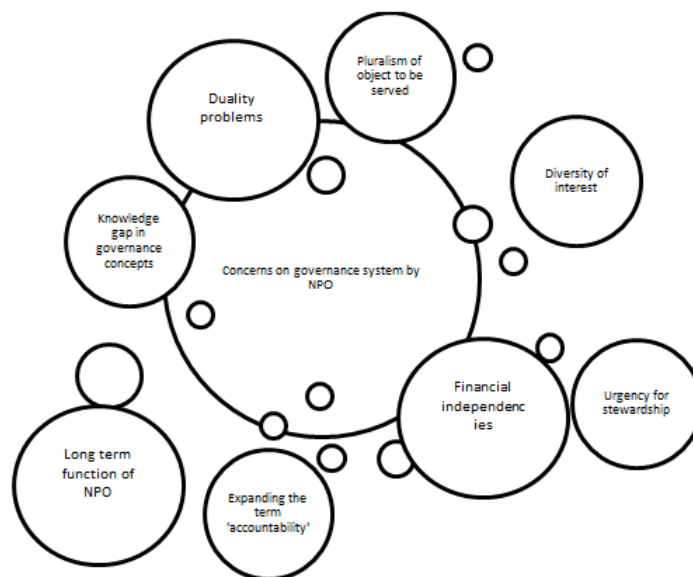 Pluralism of
object to be
served
Duality
problems
Diversity of
interest
Knowledge
gap in
governance
concepts
Concerns on governance system by
NPO
Financial
independenc
ies
Urgency for
stewardship
Long term
function of
NPO
Expanding the
term
'accountability'